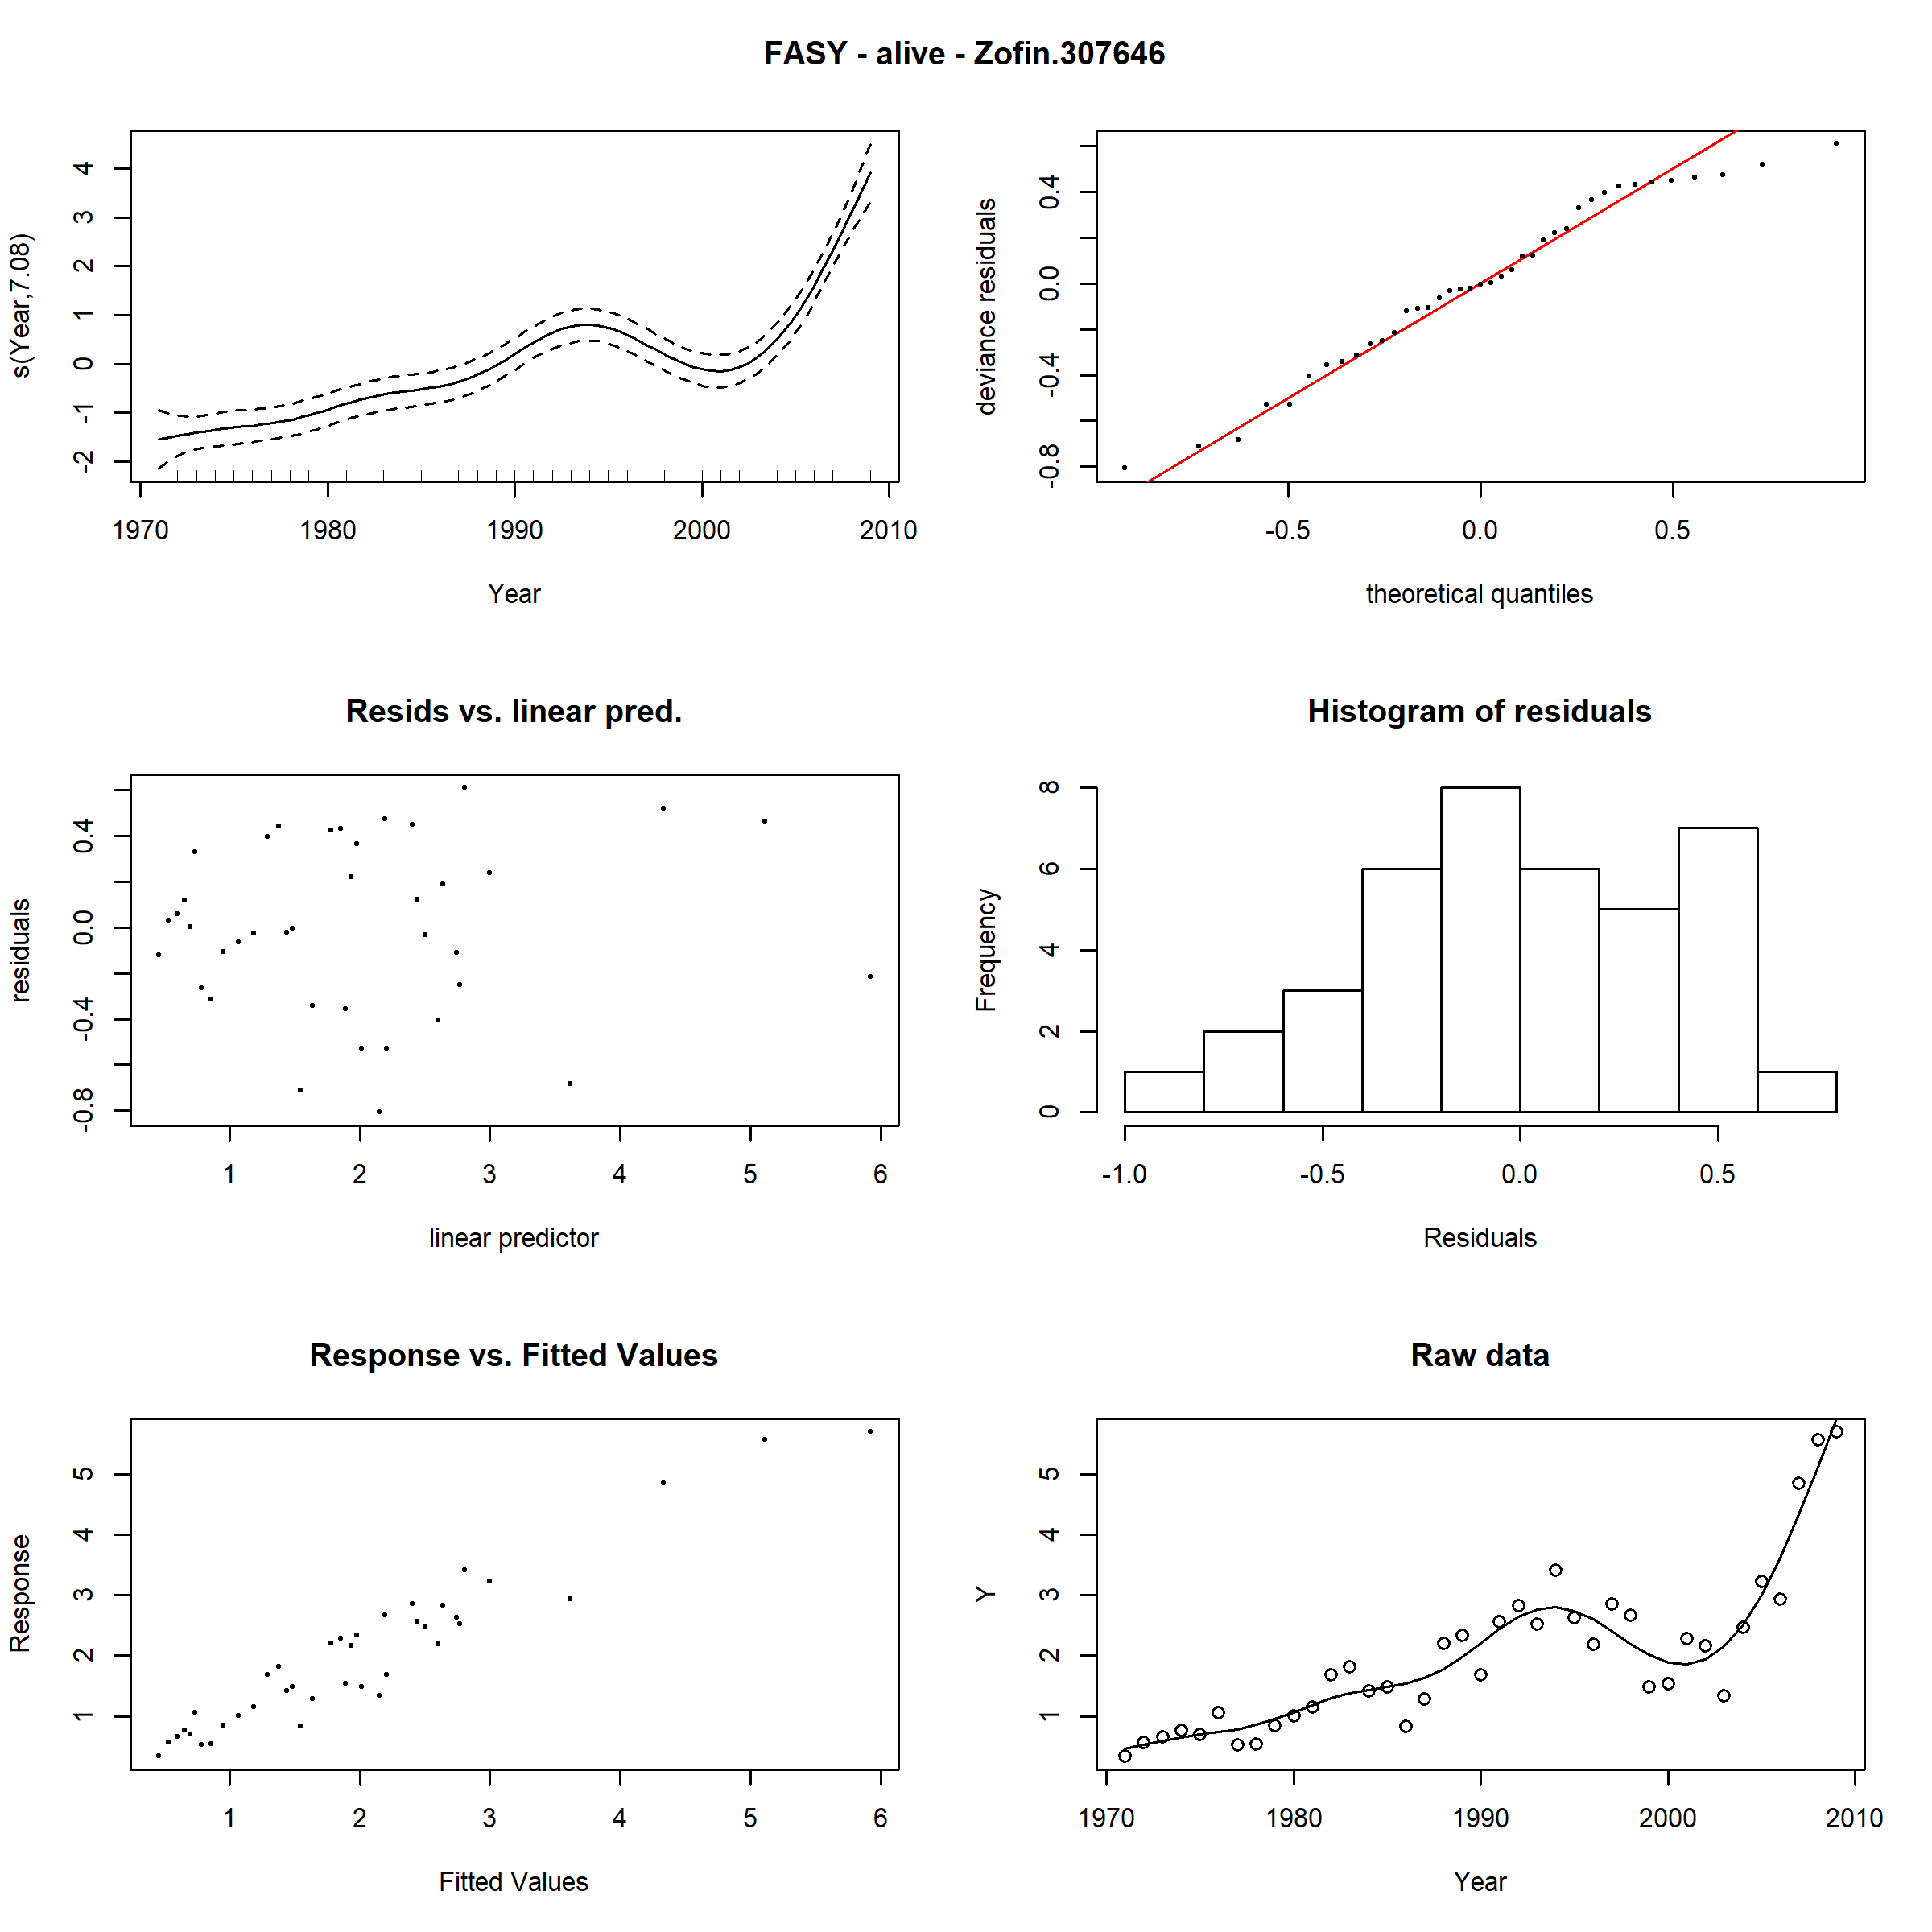 FASY - alive - Zofin.307646
s(Year,7.08)
4
3
2
1
0
-1
-2
1970 1980 1990 2000 2010
Year
deviance residuals
0.4
0.0
-0.4
-0.8
-0.5 0.0 0.5
theoretical quantiles
Resids vs. linear pred.
residuals
0.4
0.0
-0.4
-0.8
1 2 3 4 5 6
linear predictor
Histogram of residuals
Frequency
8
6
4
2
0
-1.0 -0.5 0.0 0.5
Residuals
Response vs. Fitted Values
Response
5
4
3
2
1
1 2 3 4 5 6
Fitted Values
Raw data
Y
5
4
3
2
1
1970 1980 1990 2000 2010
Year